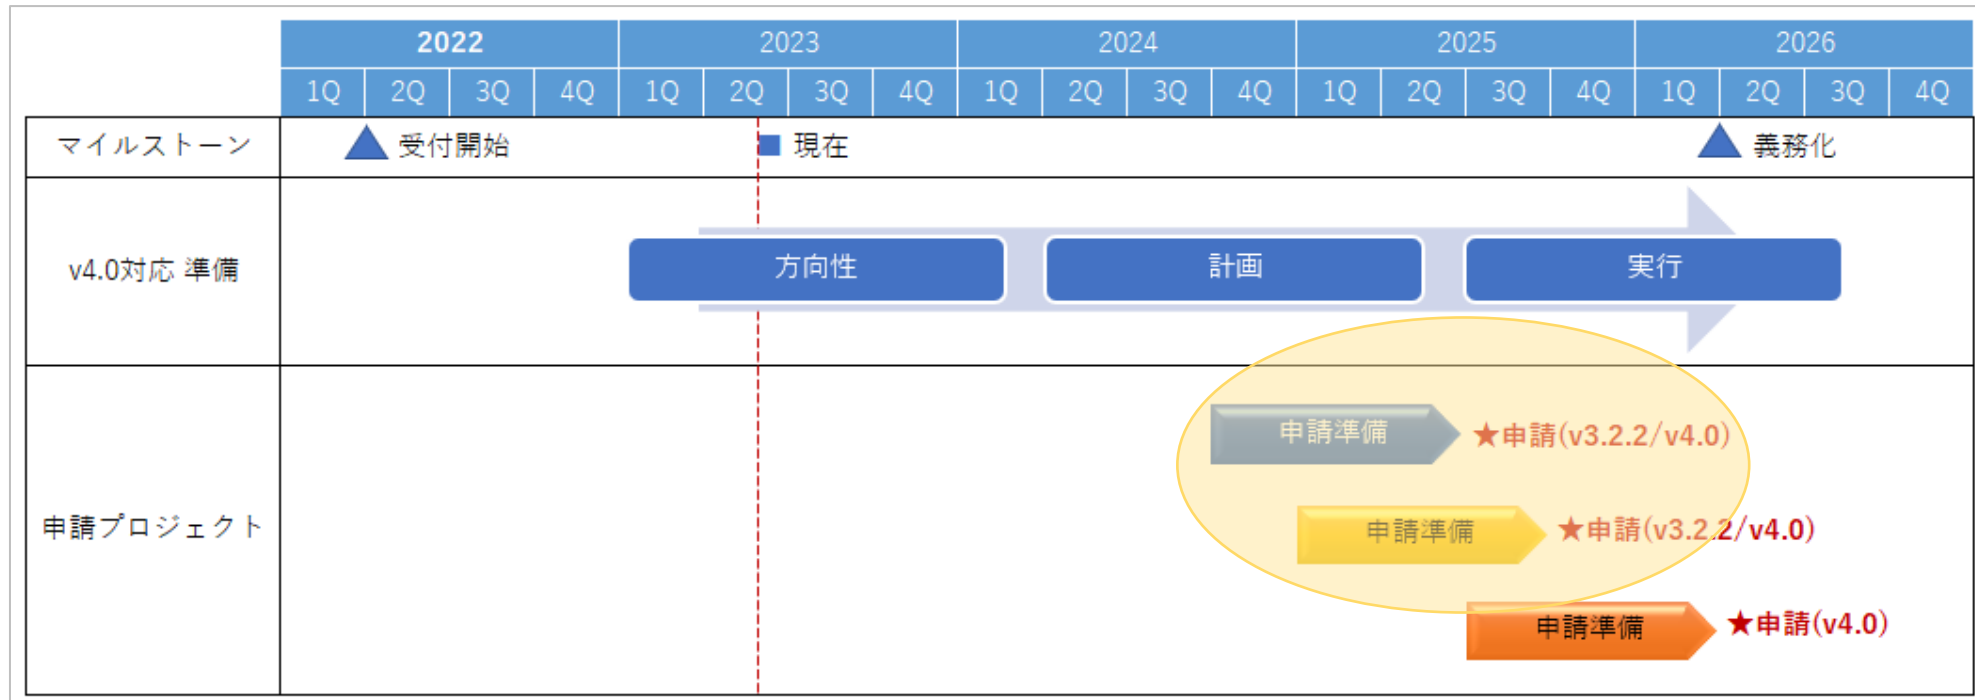 2022 2023 2024 2025 2026
1Q 2Q 3Q 4Q 1Q 2Q 3Q 4Q 1Q 2Q 3Q 4Q 1Q 2Q 3Q 4Q 1Q 2Q 3Q 4Q
マイルストーン 受付開始 現在 義務化
v4.0対応 準備 方向性 計画 実行
申請準備 ★申請(v3.2.2/v4.0)
申請プロジェクト 申請準備 ★申請(v3.2.2/v4.0)
申請準備 ★申請(v4.0)